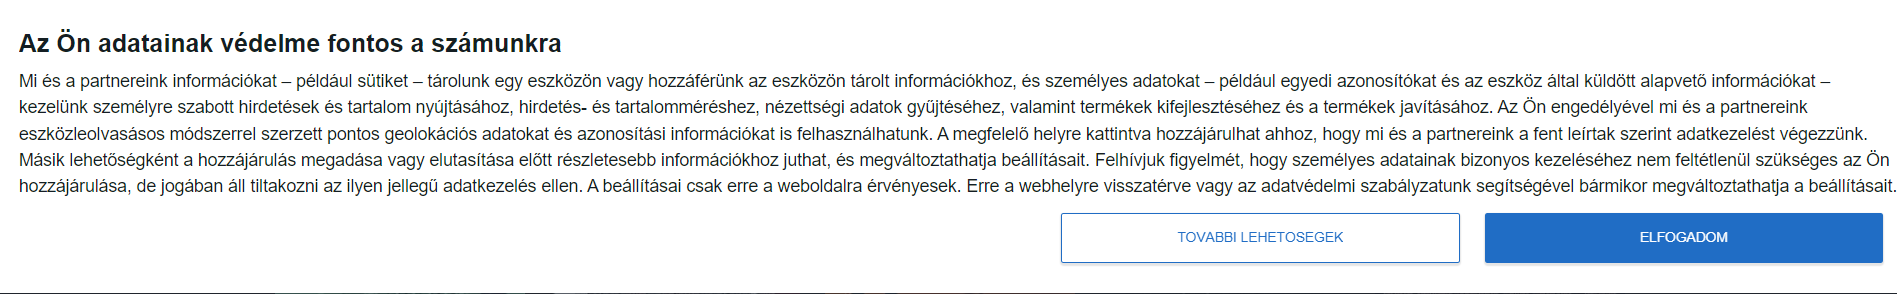 Az Ön adatainak védelme fontos a számunkra
Mi és a partnereink információkat – például sütiket – tárolunk egy eszközön vagy hozzáférünk az eszközön tárolt információkhoz, és személyes adatokat – például egyedi azonosítókat és az eszköz által küldött alapvető információkat –
kezelünk személyre szabott hirdetések és tartalom nyújtásához, hirdetés- és tartalomméréshez, nézettségi adatok gyűjtéséhez, valamint termékek kifejlesztéséhez és a termékek javításához. Az Ön engedélyével mi és a partnereink
eszközleolvasásos módszerrel szerzett pontos geolokációs adatokat és azonosítási információkat is felhasználhatunk. A megfelelő helyre kattintva hozzájárulhat ahhoz, hogy mi és a partnereink a fent leírtak szerint adatkezelést végezzünk.
Másik lehetőségként a hozzájárulás megadása vagy elutasítása előtt részletesebb információkhoz juthat, és megváltoztathatja beállításait. Felhívjuk figyelmét, hogy személyes adatainak bizonyos kezeléséhez nem feltétlenül szükséges az Ön
hozzájárulása, de jogában áll tiltakozni az ilyen jellegű adatkezelés ellen. A beállításai csak erre a weboldalra érvényesek. Erre a webhelyre visszatérve vagy az adatvédelmi szabályzatunk segítségével bármikor megváltoztathatja a beállításait.
TOVABBI LEHETOSEGEK
ELFOGADOM